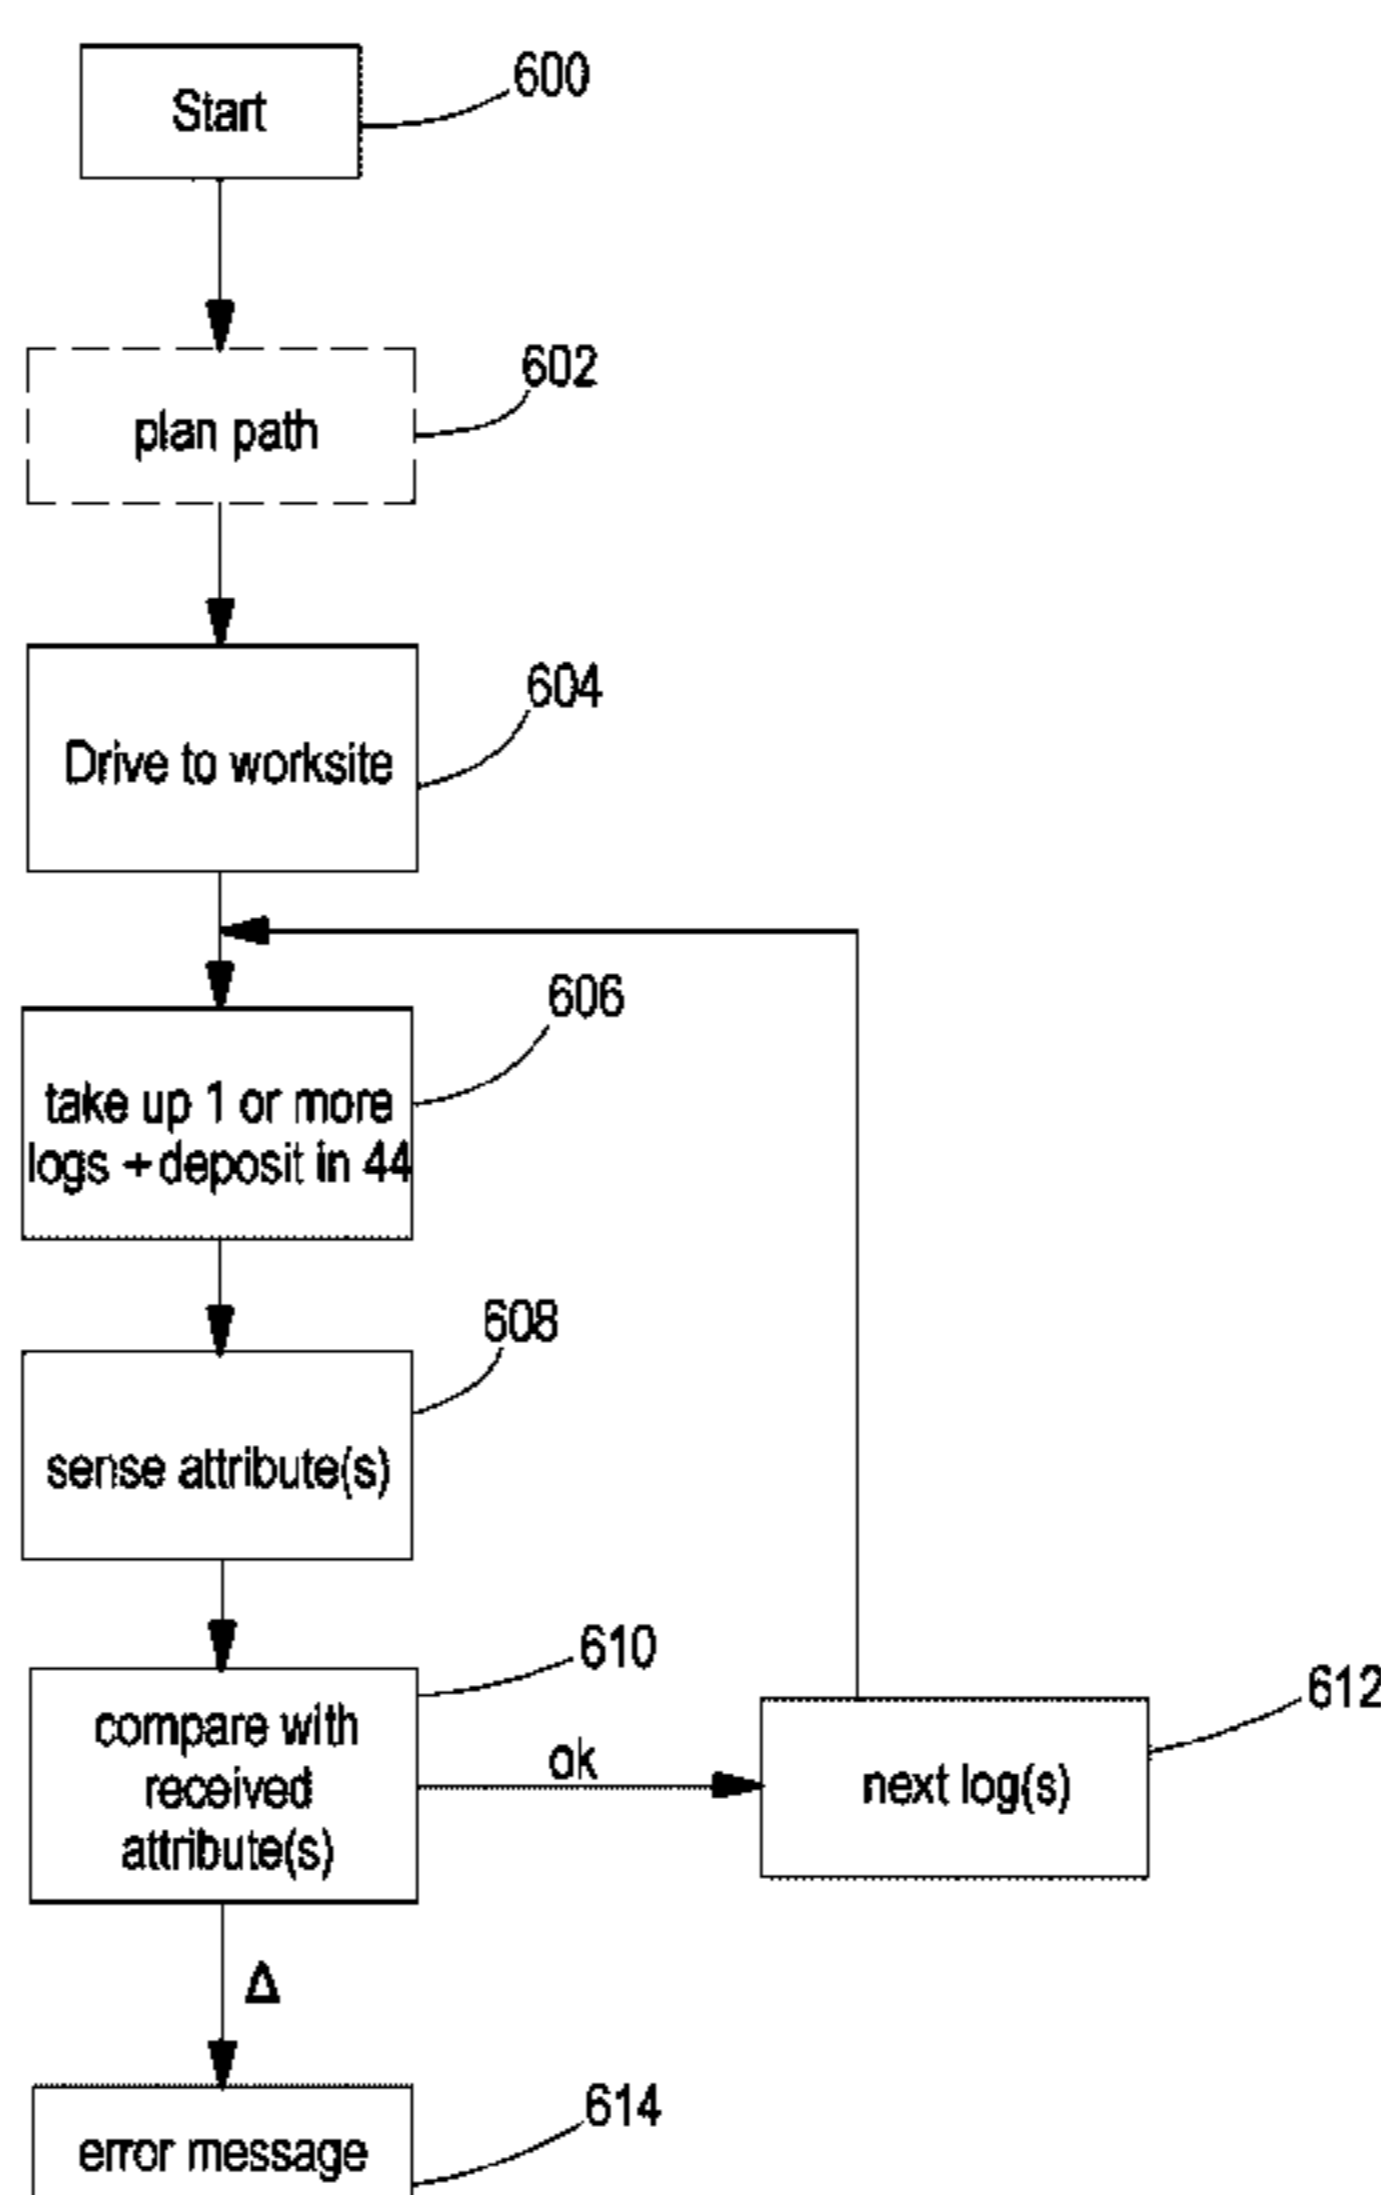 Start
600
plan path
602
Drive to worksite
604
take up 1 or more
logs + deposit in 44
606
sense attribute(s)
608
compare with
received
attribute(s)
610
ok
next log(s)
612
Δ
error message
614